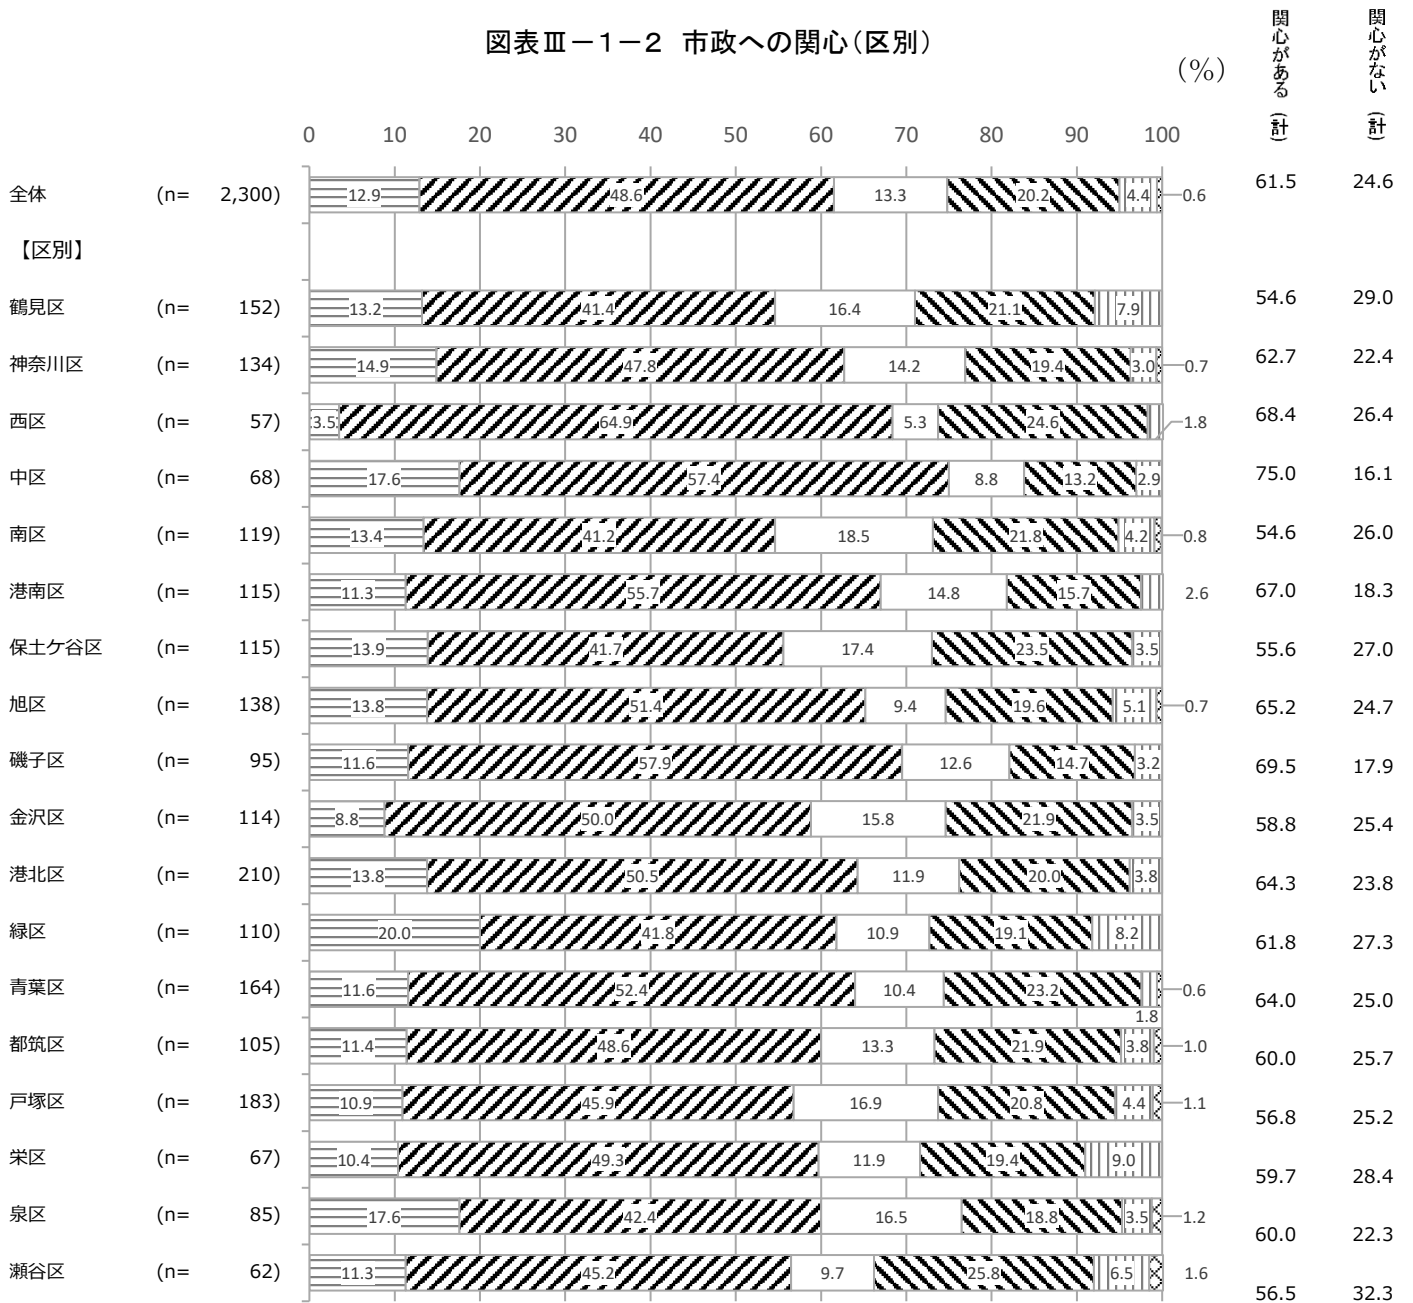 図表Ⅲ－１－２ 市政への関心（区別）
（％）
関心がある（計）
関心がない（計）
0 10 20 30 40 50 60 70 80 90 100
全体 (n= 2,300) 12.9 48.6 13.3 20.2 4.4 0.6 61.5 24.6
【区別】
鶴見区 (n= 152) 13.2 41.4 16.4 21.1 7.9 54.6 29.0
神奈川区 (n= 134) 14.9 47.8 14.2 19.4 3.0 0.7 62.7 22.4
西区 (n= 57) 3.5 64.9 5.3 24.6 1.8 68.4 26.4
中区 (n= 68) 17.6 57.4 8.8 13.2 2.9 75.0 16.1
南区 (n= 119) 13.4 41.2 18.5 21.8 4.2 0.8 54.6 26.0
港南区 (n= 115) 11.3 55.7 14.8 15.7 2.6 67.0 18.3
保土ケ谷区 (n= 115) 13.9 41.7 17.4 23.5 3.5 55.6 27.0
旭区 (n= 138) 13.8 51.4 9.4 19.6 5.1 0.7 65.2 24.7
磯子区 (n= 95) 11.6 57.9 12.6 14.7 3.2 69.5 17.9
金沢区 (n= 114) 8.8 50.0 15.8 21.9 3.5 58.8 25.4
港北区 (n= 210) 13.8 50.5 11.9 20.0 3.8 64.3 23.8
緑区 (n= 110) 20.0 41.8 10.9 19.1 8.2 61.8 27.3
青葉区 (n= 164) 11.6 52.4 10.4 23.2 1.8 0.6 64.0 25.0
都筑区 (n= 105) 11.4 48.6 13.3 21.9 3.8 1.0 60.0 25.7
戸塚区 (n= 183) 10.9 45.9 16.9 20.8 4.4 1.1 56.8 25.2
栄区 (n= 67) 10.4 49.3 11.9 19.4 9.0 59.7 28.4
泉区 (n= 85) 17.6 42.4 16.5 18.8 3.5 1.2 60.0 22.3
瀬谷区 (n= 62) 11.3 45.2 9.7 25.8 6.5 1.6 56.5 32.3